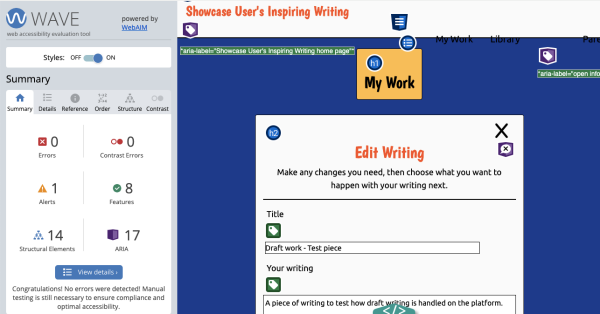 WAVE
web accessibility evaluation tool
powered by
WebAIM
Styles: OFF ON
Summary
Summary Details Reference Order Structure Contrast
0
Errors
0
Contrast Errors
1
Alerts
8
Features
14
Structural Elements
17
ARIA
View details ›
Congratulations! No errors were detected! Manual
testing is still necessary to ensure compliance and
optimal accessibility.
Showcase User's Inspiring Writing
*aria-label="Showcase User's Inspiring Writing home page"*
My Work Library
h1
My Work
h2
Edit Writing
Make any changes you need, then choose what you want to
happen with your writing next.
Title
Draft work - Test piece
Your writing
A piece of writing to test how draft writing is handled on the platform.
</>